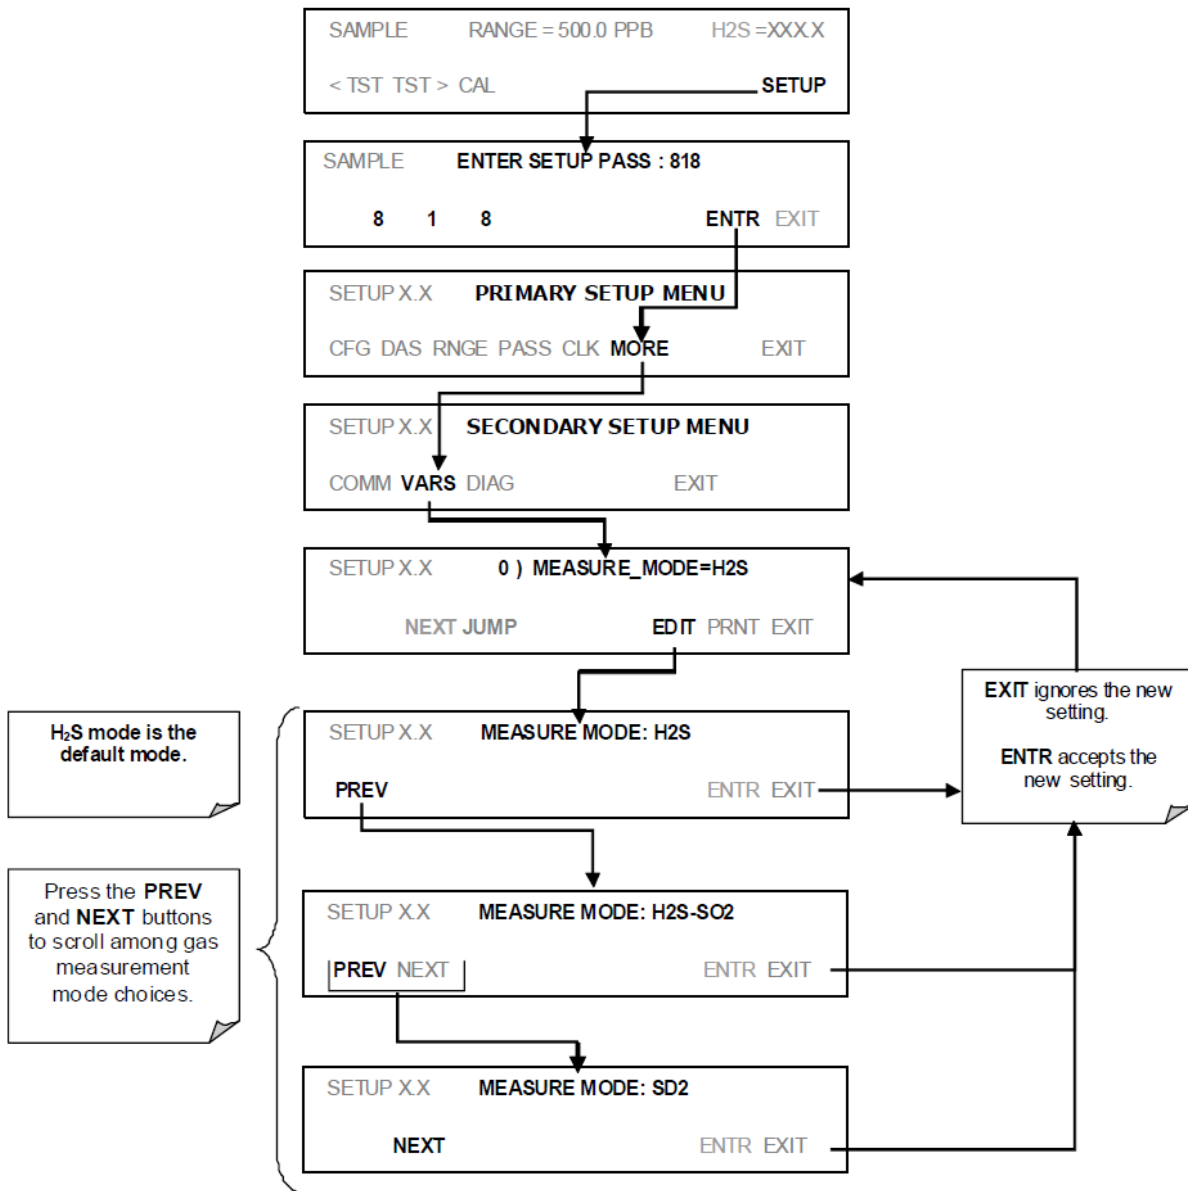 SAMPLE RANGE = 500.0 PPB H2S =XXX.X
< TST TST > CAL SETUP
SAMPLE ENTER SETUP PASS : 818
8 1 8 ENTR EXIT
SETUP X.X PRIMARY SETUP MENU
CFG DAS RNGE PASS CLK MORE EXIT
SETUP X.X SECONDARY SETUP MENU
COMM VARS DIAG EXIT
SETUP X.X 0 ) MEASURE_MODE=H2S
NEXT JUMP EDIT PRNT EXIT
EXIT ignores the new
setting.
ENTR accepts the
new setting.
H₂S mode is the
default mode.
SETUP X.X MEASURE MODE: H2S
PREV ENTR EXIT
Press the PREV
and NEXT buttons
to scroll among gas
measurement
mode choices.
SETUP X.X MEASURE MODE: H2S-SO2
PREV NEXT ENTR EXIT
SETUP X.X MEASURE MODE: SD2
NEXT ENTR EXIT